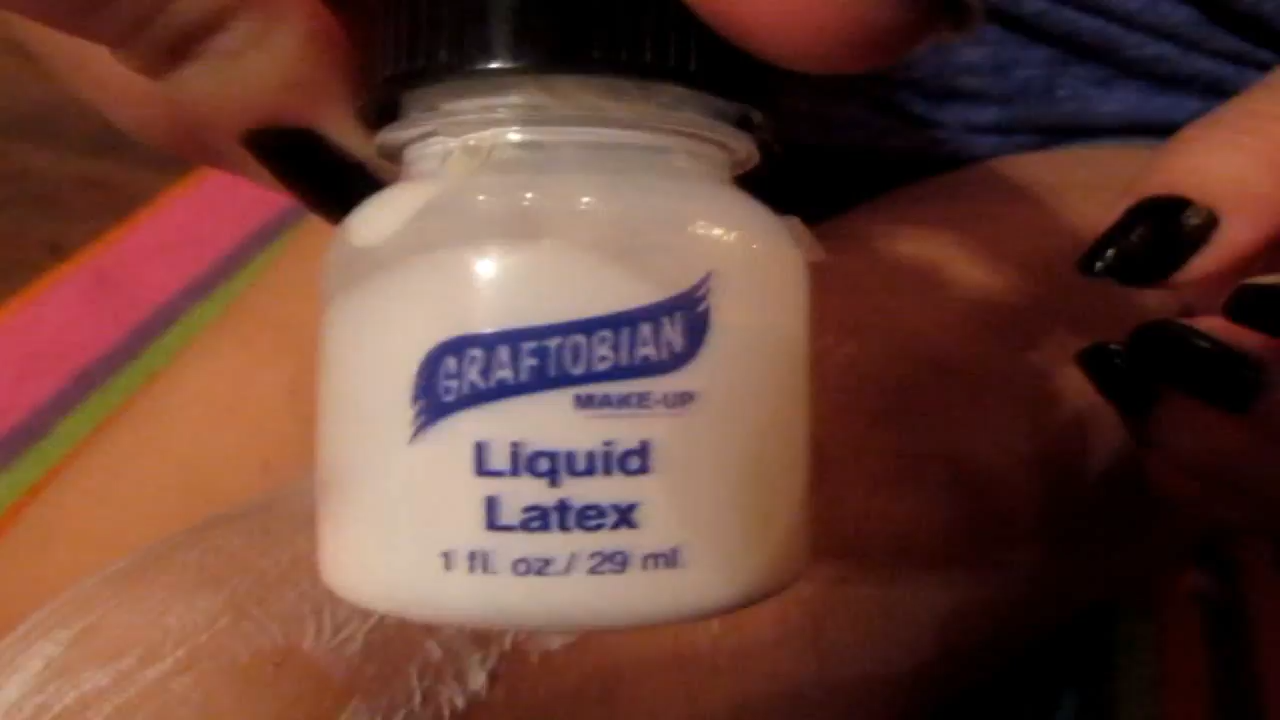 GRAFTOBIAN
MAKE-UP
Liquid
Latex
1 fl. oz./ 29 ml.